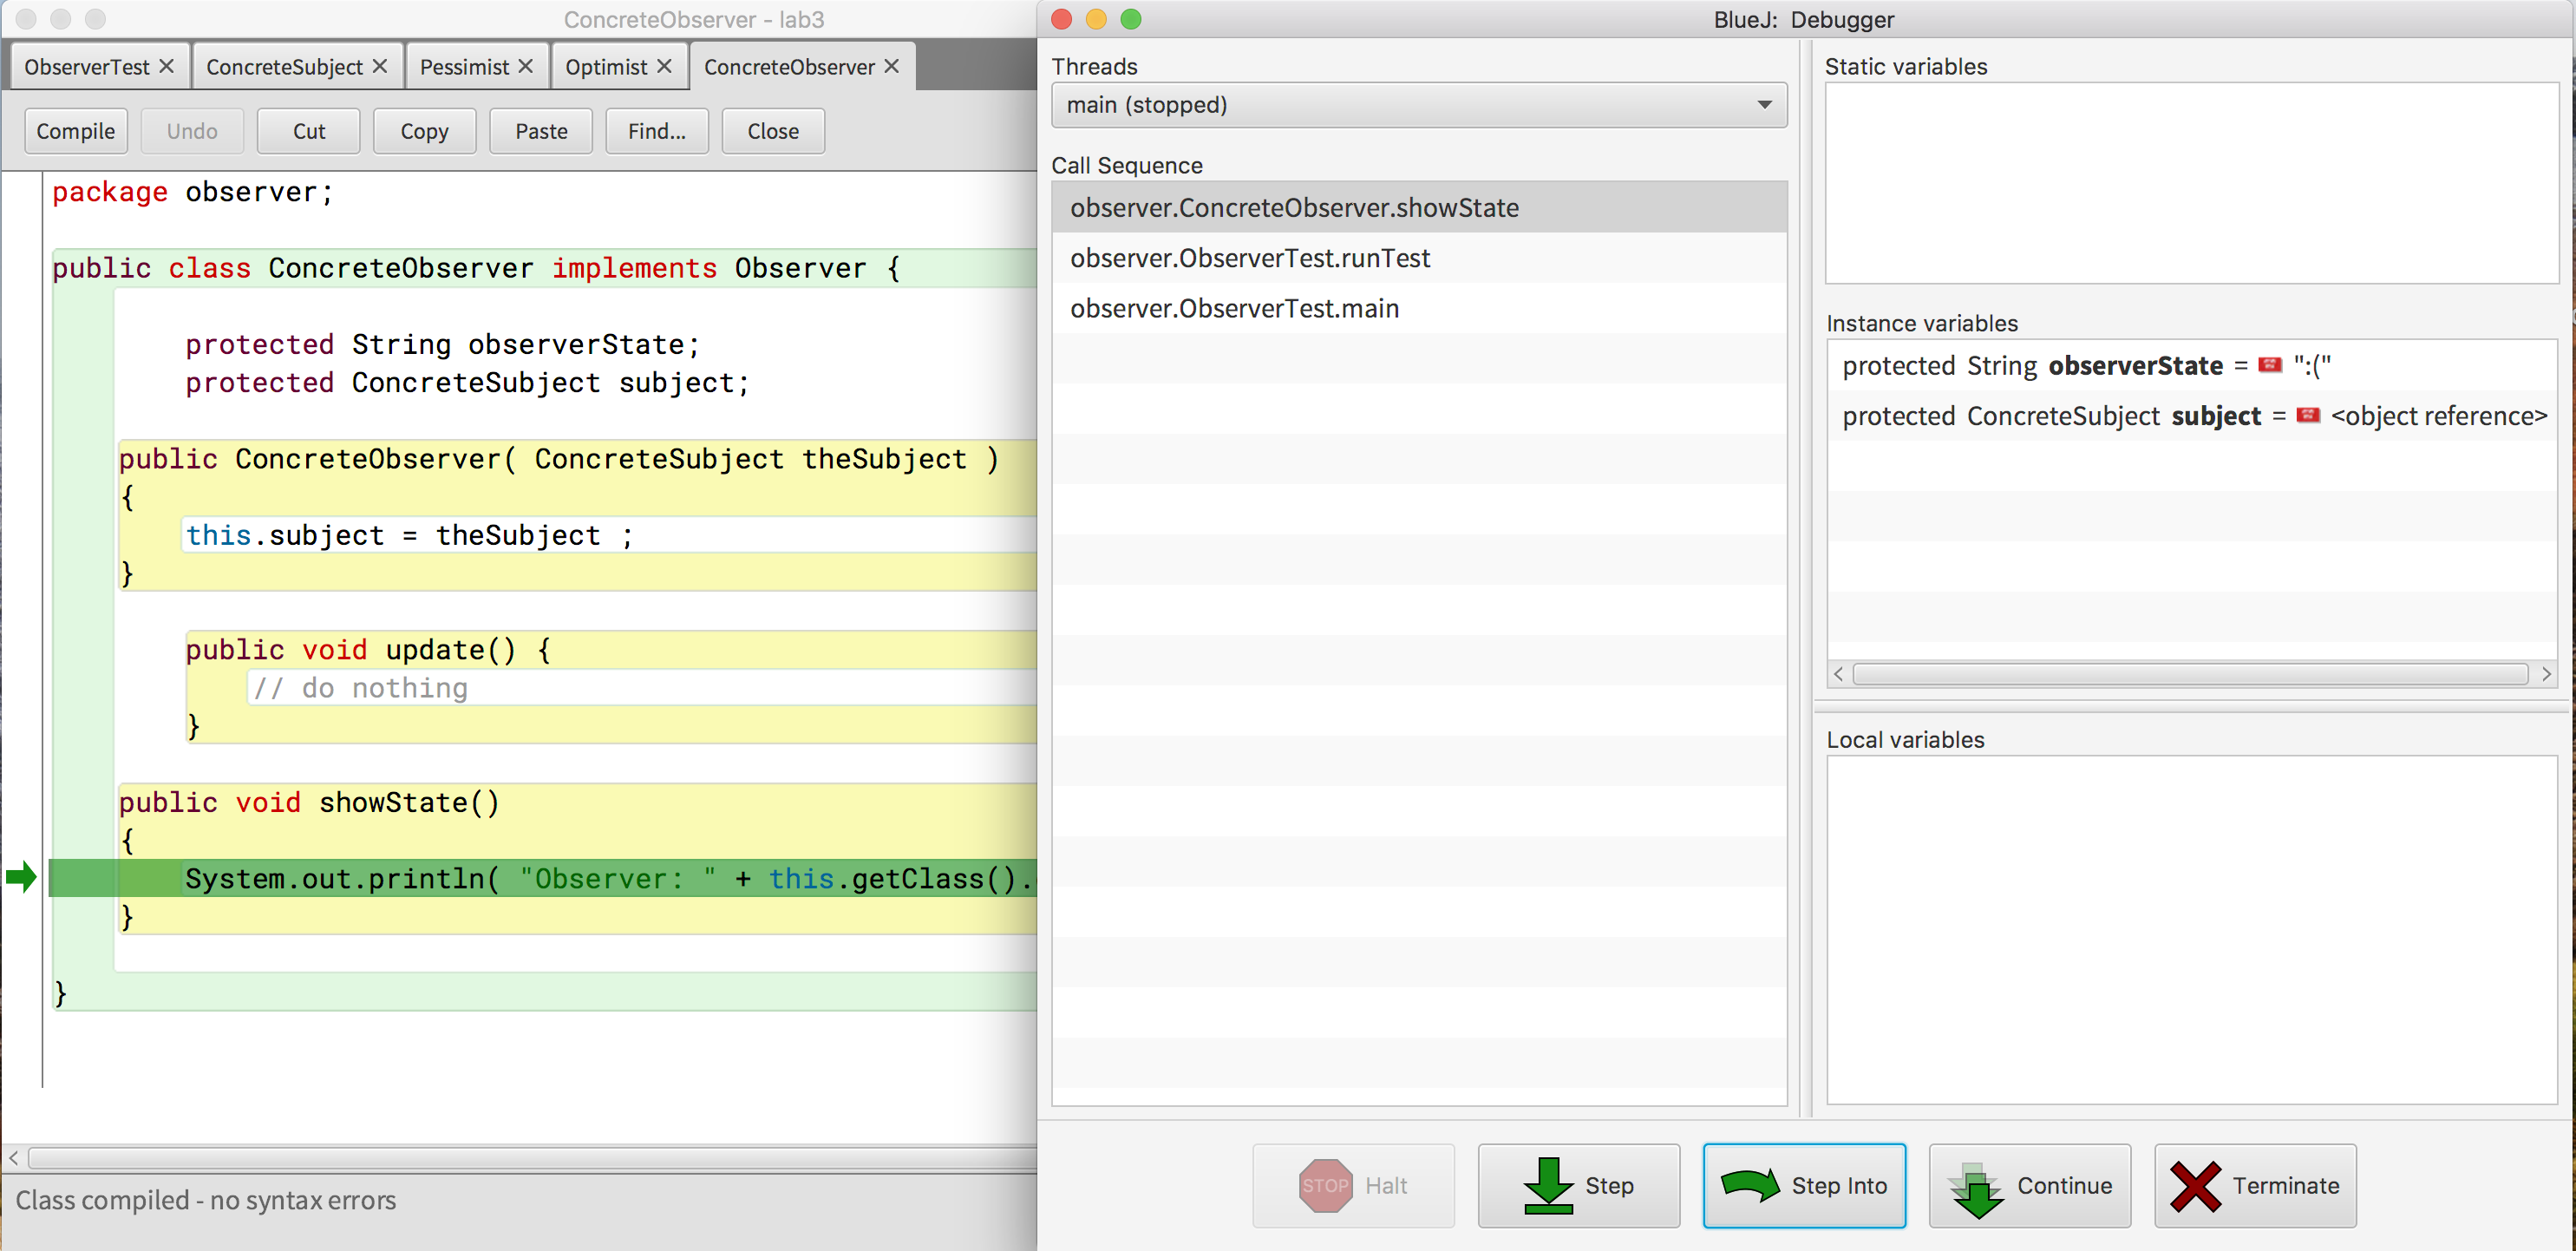 ConcreteObserver - lab3
ObserverTest
ConcreteSubject
Pessimist
Optimist
ConcreteObserver
Compile
Undo
Cut
Copy
Paste
Find...
Close
package observer;
public class ConcreteObserver implements Observer {
protected String observerState;
protected ConcreteSubject subject;
public ConcreteObserver( ConcreteSubject theSubject )
{
this.subject = theSubject ;
}
public void update() {
// do nothing
}
public void showState()
{
System.out.println( "Observer: " + this.getClass().
}
}
Class compiled - no syntax errors
BlueJ: Debugger
Threads
main (stopped)
Call Sequence
observer.ConcreteObserver.showState
observer.ObserverTest.runTest
observer.ObserverTest.main
Static variables
Instance variables
protected String observerState = ":("
protected ConcreteSubject subject = <object reference>
Local variables
STOP Halt
Step
Step Into
Continue
Terminate